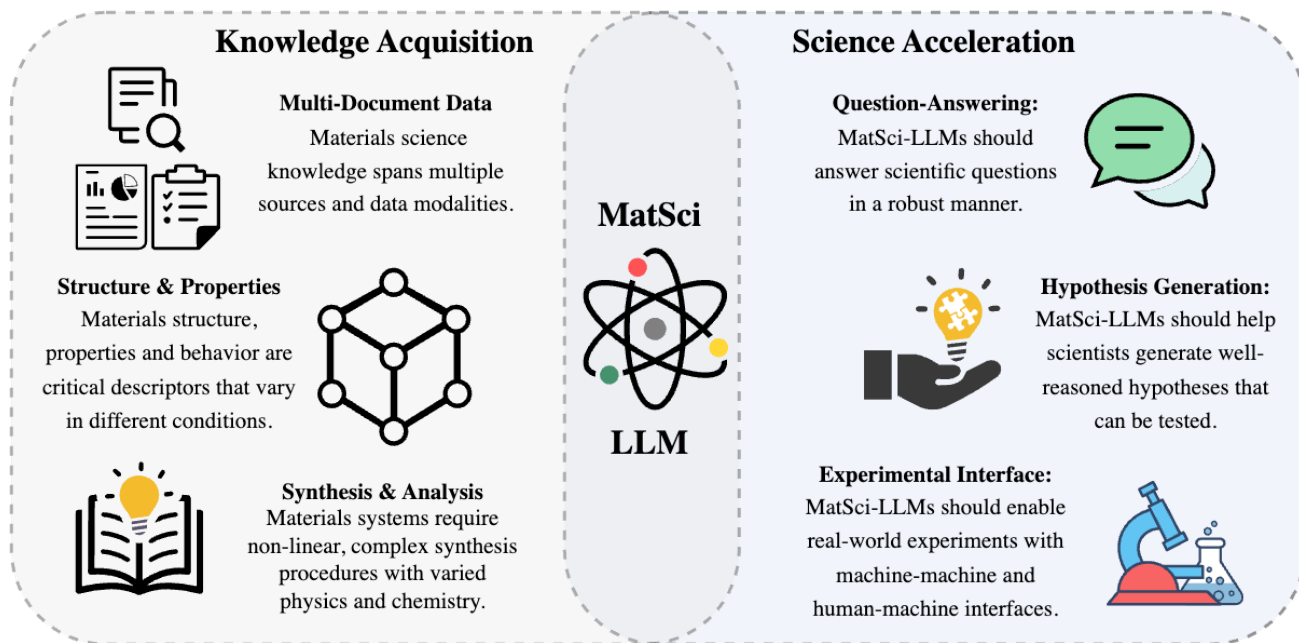 Knowledge Acquisition
Multi-Document Data
Materials science
knowledge spans multiple
sources and data modalities.
Structure & Properties
Materials structure,
properties and behavior are
critical descriptors that vary
in different conditions.
Synthesis & Analysis
Materials systems require
non-linear, complex synthesis
procedures with varied
physics and chemistry.
MatSci
LLM
Science Acceleration
Question-Answering:
MatSci-LLMs should
answer scientific questions
in a robust manner.
Hypothesis Generation:
MatSci-LLMs should help
scientists generate well-
reasoned hypotheses that
can be tested.
Experimental Interface:
MatSci-LLMs should enable
real-world experiments with
machine-machine and
human-machine interfaces.